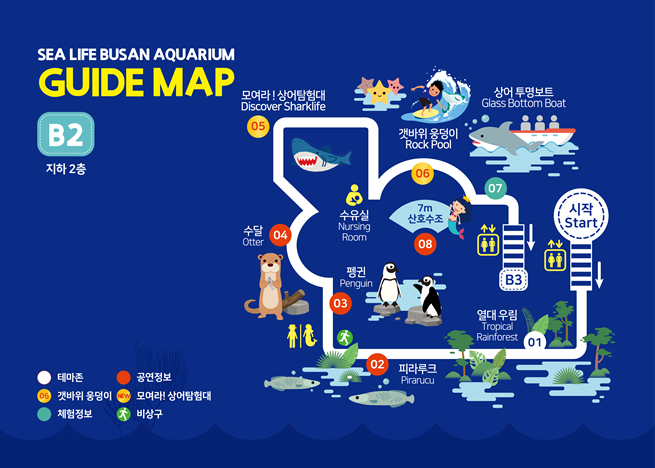 SEA LIFE BUSAN AQUARIUM
GUIDE MAP
B2
지하 2층
모여라 ! 상어탐험대
Discover Sharklife
05
갯바위 웅덩이
Rock Pool
06
상어 투명보트
Glass Bottom Boat
07
시작
Start
수유실
Nursing
Room
7m
산호수조
08
수달
Otter
04
B3
펭귄
Penguin
03
열대 우림
Tropical
Rainforest
01
02
피라루크
Pirarucu
테마존
공연정보
06 갯바위 웅덩이
NEW 모여라! 상어탐험대
체험정보
비상구